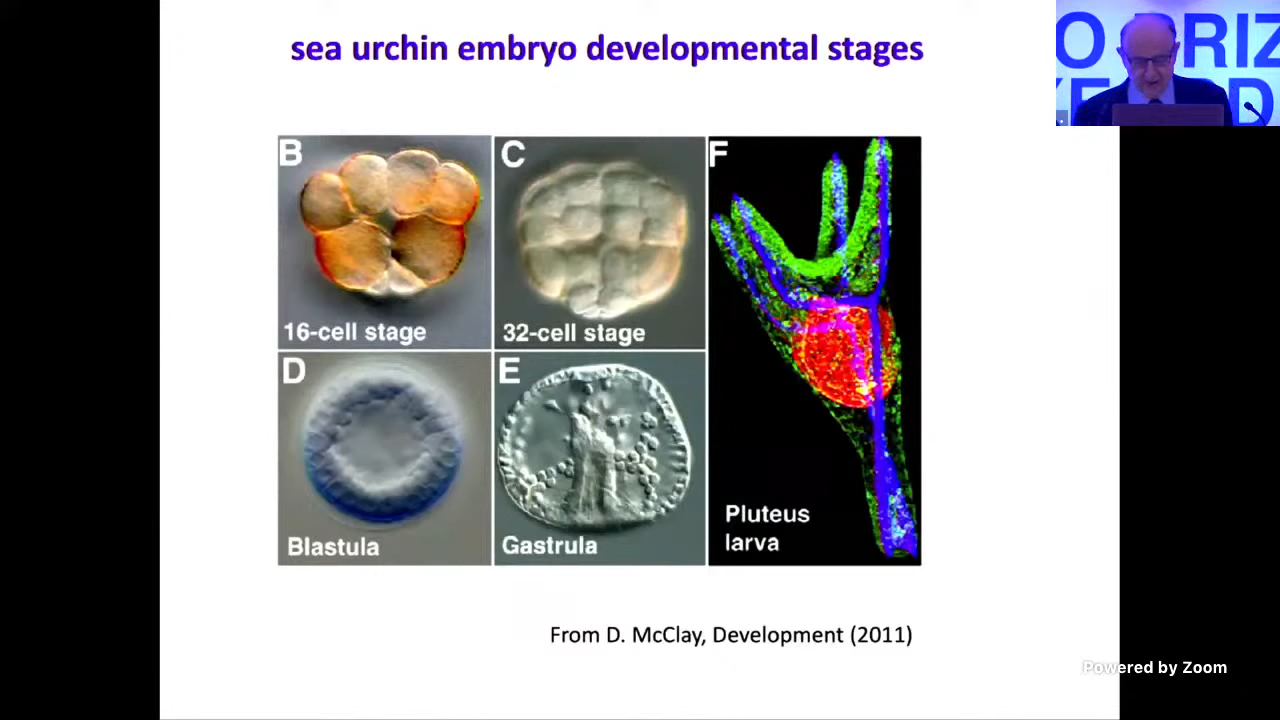 sea urchin embryo developmental stages
B
16-cell stage
C
32-cell stage
F
D
Blastula
E
Gastrula
Pluteus
larva
From D. McClay, Development (2011)
O RIZ
D
Powered by Zoom